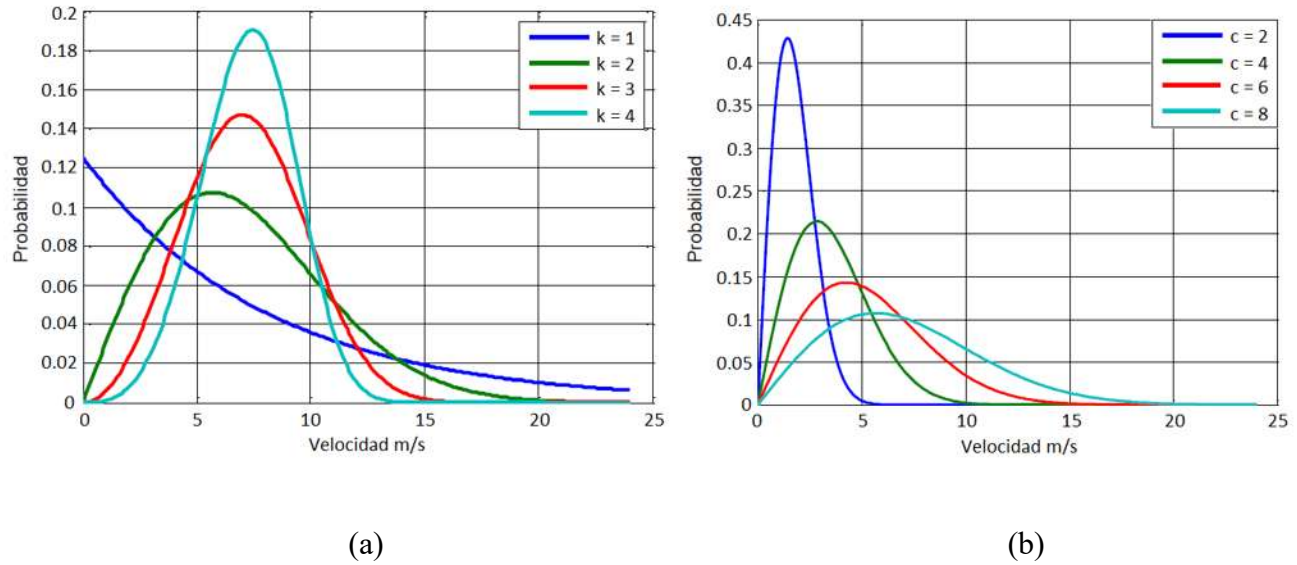 0.2
0.18
0.16
0.14
0.12
0.1
0.08
0.06
0.04
0.02
0
Probabilidad
0 5 10 15 20 25
Velocidad m/s
k = 1
k = 2
k = 3
k = 4
(a)
0.45
0.4
0.35
0.3
0.25
0.2
0.15
0.1
0.05
0
Probabilidad
0 5 10 15 20 25
Velocidad m/s
c = 2
c = 4
c = 6
c = 8
(b)